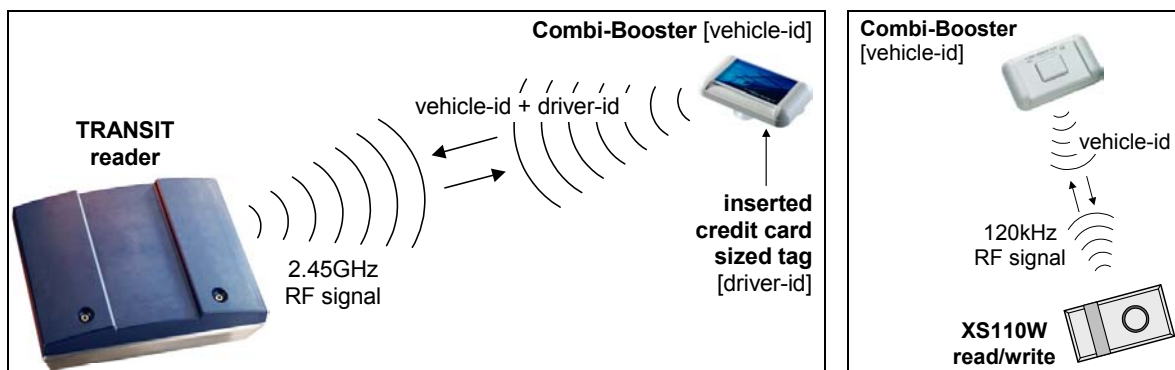 Combi-Booster [vehicle-id]
vehicle-id + driver-id
TRANSIT
reader
2.45GHz
RF signal
inserted
credit card
sized tag
[driver-id]
Combi-Booster
[vehicle-id]
vehicle-id
120kHz
RF signal
XS110W
read/write